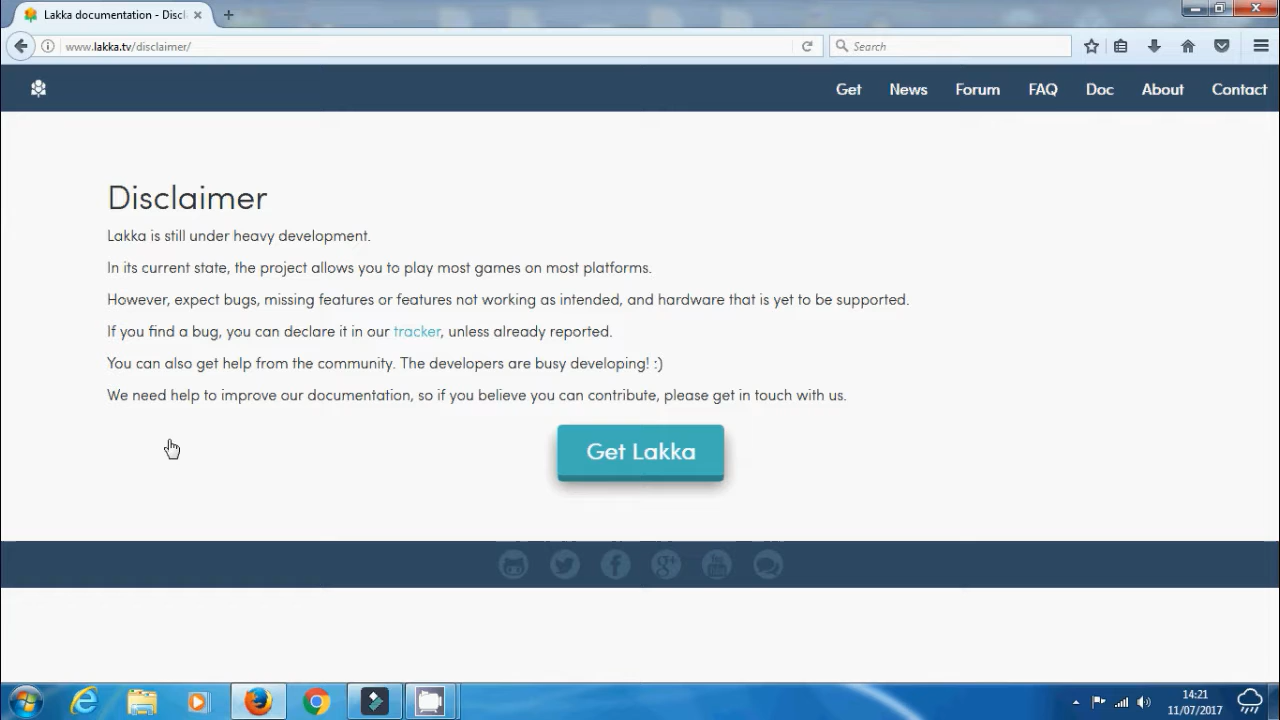 Lakka documentation - Discl
www.lakka.tv/disclaimer/
Search
Get News Forum FAQ Doc About Contact
Disclaimer
Lakka is still under heavy development.
In its current state, the project allows you to play most games on most platforms.
However, expect bugs, missing features or features not working as intended, and hardware that is yet to be supported.
If you find a bug, you can declare it in our tracker, unless already reported.
You can also get help from the community. The developers are busy developing! :)
We need help to improve our documentation, so if you believe you can contribute, please get in touch with us.
Get Lakka
14:21
11/07/2017